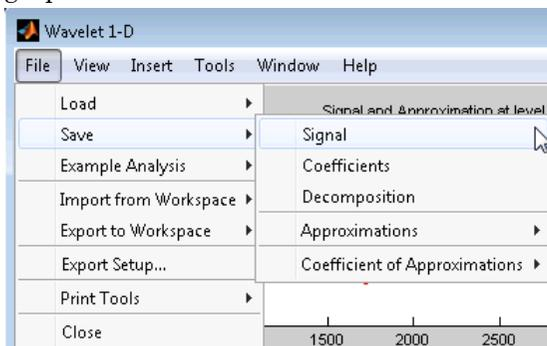 Wavelet 1-D
File View Insert Tools Window Help
Load
Signal and Approximation at level
Save
Signal
Example Analysis
Coefficients
Import from Workspace
Decomposition
Export to Workspace
Approximations
Export Setup...
Coefficient of Approximations
Print Tools
Close
1500 2000 2500